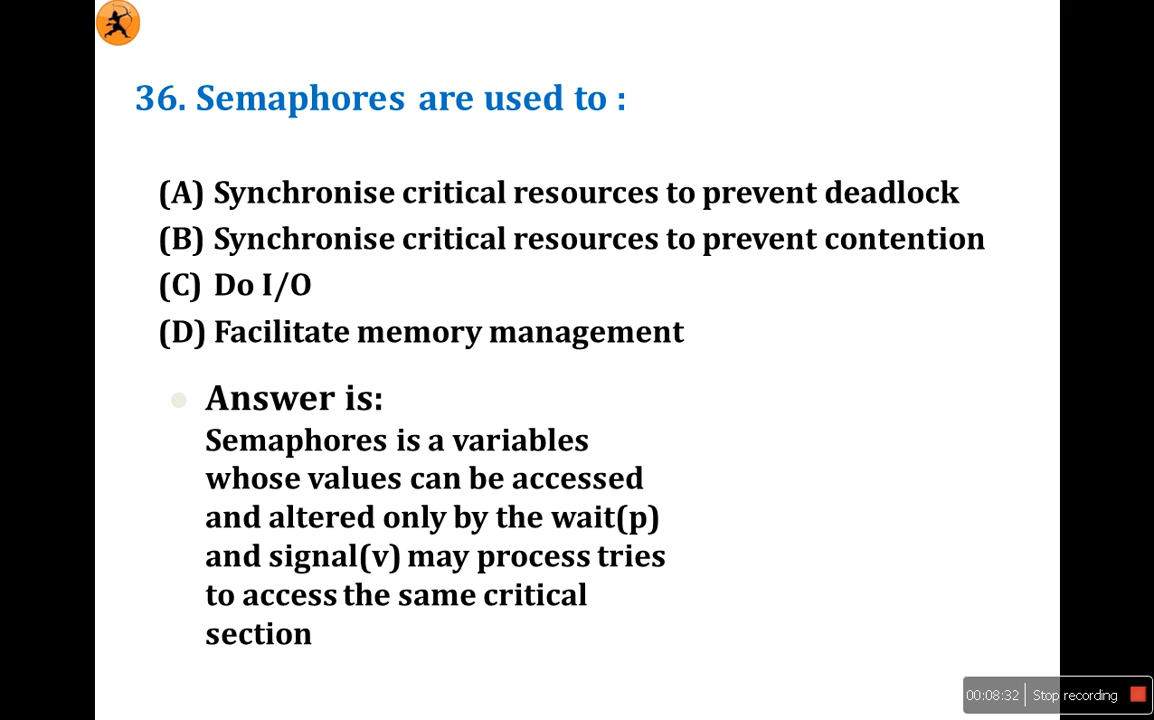 36. Semaphores are used to :
(A) Synchronise critical resources to prevent deadlock
(B) Synchronise critical resources to prevent contention
(C) Do I/O
(D) Facilitate memory management
Answer is:
Semaphores is a variables
whose values can be accessed
and altered only by the wait(p)
and signal(v) may process tries
to access the same critical
section
00:08:32 Stop recording